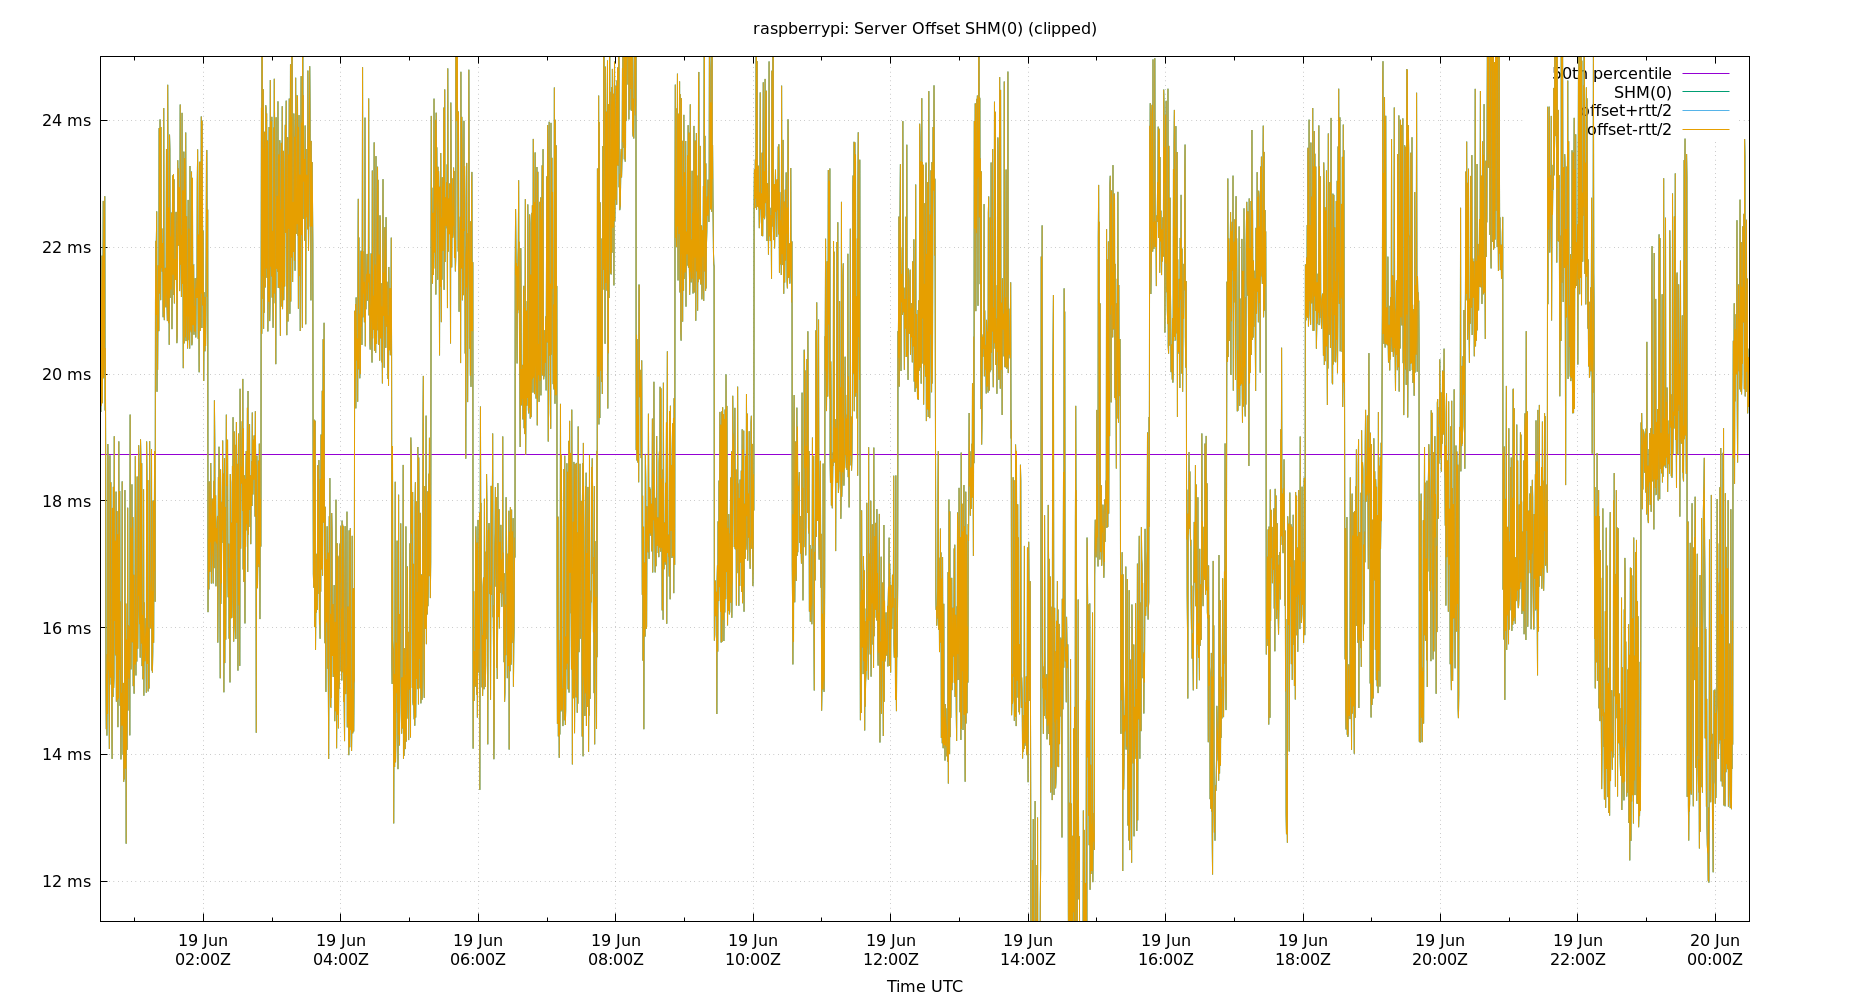 raspberrypi: Server Offset SHM(0) (clipped)
50th percentile
SHM(0)
offset+rtt/2
offset-rtt/2
24 ms
22 ms
20 ms
18 ms
16 ms
14 ms
12 ms
19 Jun 19 Jun 19 Jun 19 Jun 19 Jun 19 Jun 19 Jun 19 Jun 19 Jun 19 Jun 19 Jun 20 Jun
02:00Z 04:00Z 06:00Z 08:00Z 10:00Z 12:00Z 14:00Z 16:00Z 18:00Z 20:00Z 22:00Z 00:00Z
Time UTC